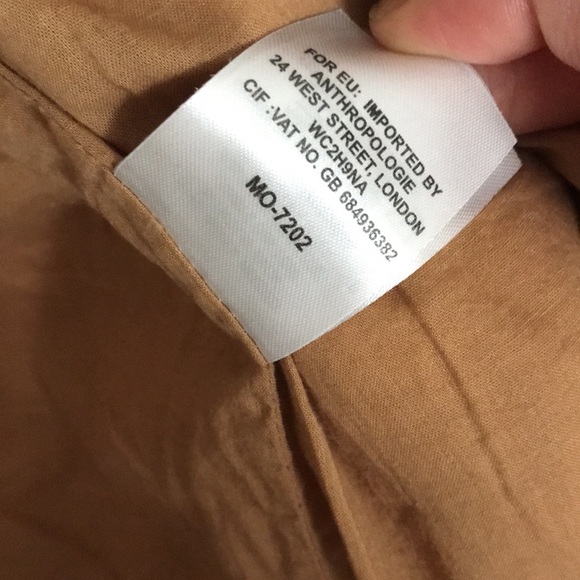 FOR EU: IMPORTED BY
ANTHROPOLOGIE
24 WEST STREET, LONDON
WC2H9NA
CIF :VAT NO. GB 684936382
MO-7202